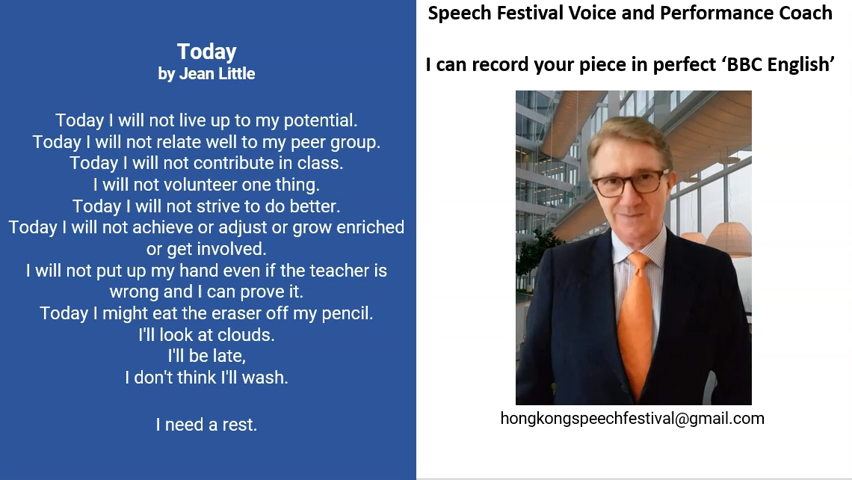 Today
by Jean Little
Today I will not live up to my potential.
Today I will not relate well to my peer group.
Today I will not contribute in class.
I will not volunteer one thing.
Today I will not strive to do better.
Today I will not achieve or adjust or grow enriched
or get involved.
I will not put up my hand even if the teacher is
wrong and I can prove it.
Today I might eat the eraser off my pencil.
I'll look at clouds.
I'll be late,
I don't think I'll wash.
I need a rest.
Speech Festival Voice and Performance Coach
I can record your piece in perfect ‘BBC English’
hongkongspeechfestival@gmail.com